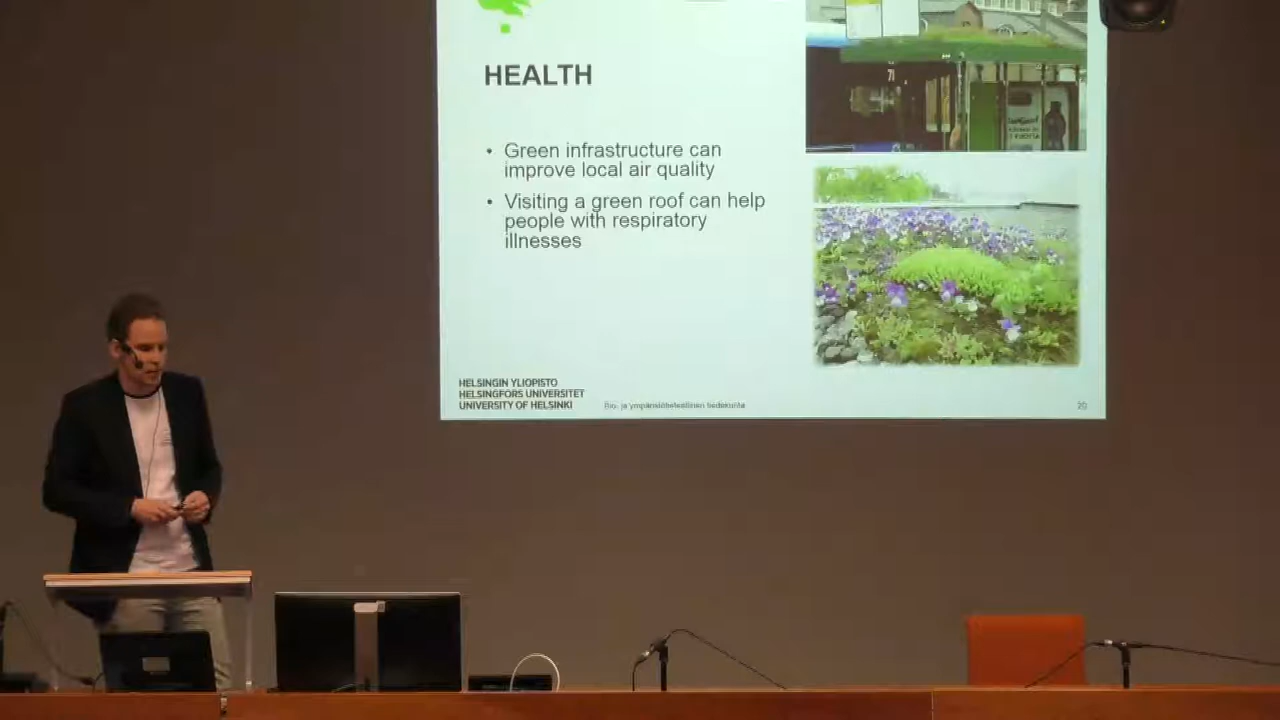 HEALTH
• Green infrastructure can
improve local air quality
• Visiting a green roof can help
people with respiratory
illnesses
HELSINGIN YLIOPISTO
HELSINGFORS UNIVERSITET
UNIVERSITY OF HELSINKI
Bio- ja ympäristötieteellinen tiedekunta
20